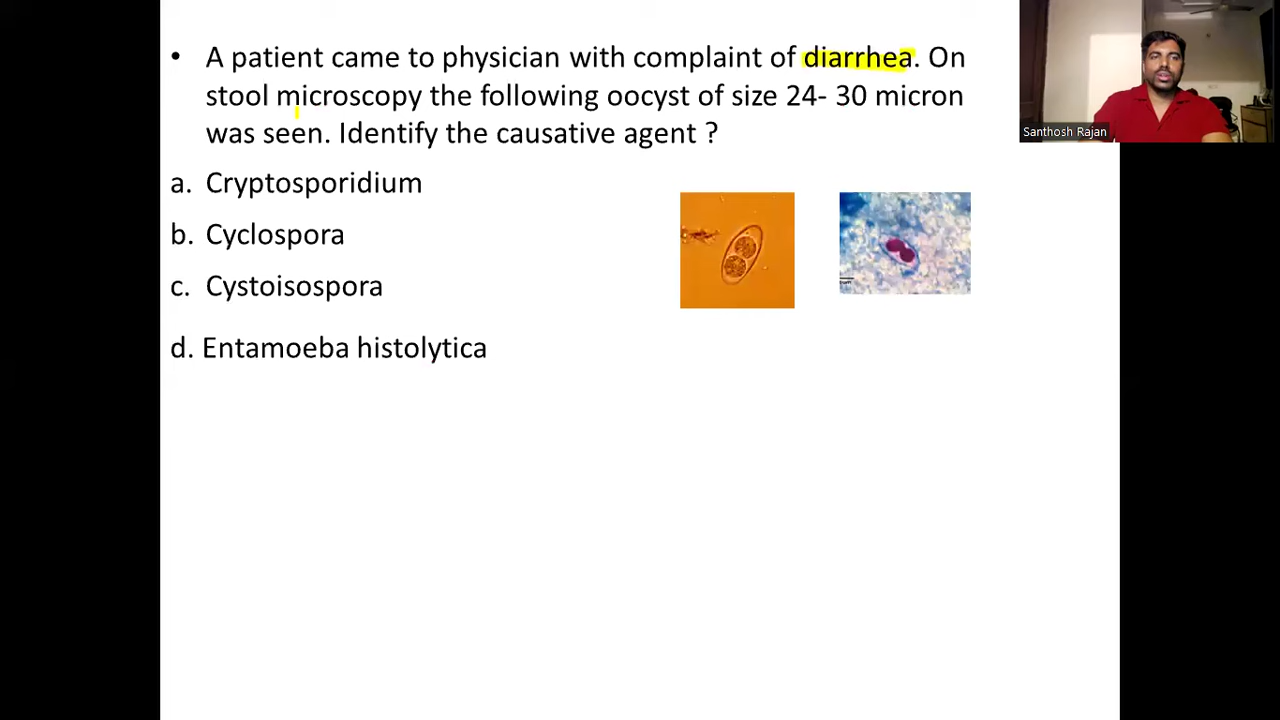 • A patient came to physician with complaint of diarrhea. On
stool microscopy the following oocyst of size 24- 30 micron
was seen. Identify the causative agent ?
a. Cryptosporidium
b. Cyclospora
c. Cystoisospora
d. Entamoeba histolytica
Santhosh Rajan